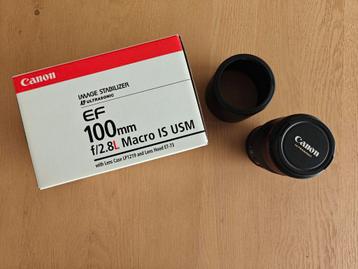 Canon
IMAGE STABILIZER
ULTRASONIC
EF
100mm
f/2.8L Macro IS USM
with Lens Case LP1219 and Lens Hood ET-73
Canon
ULTRASONIC